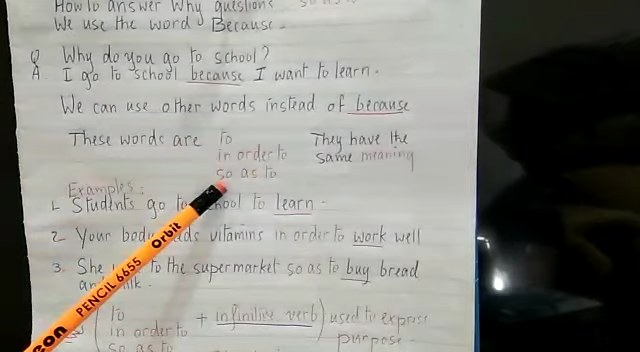 How to answer Why questions
We use the word Because.
Q Why do you go to school?
A I go to school because I want to learn.
We can use other words instead of because
These words are to They have the
in order to same meaning
so as to
Examples:
1. Students go to school to learn.
2. Your body vitamins in order to work well
3. She to the supermarket so as to buy bread
and milk.
to
in order to + infinitive verb) used to express
so as to purpose.
Orbit
PENCIL 6655